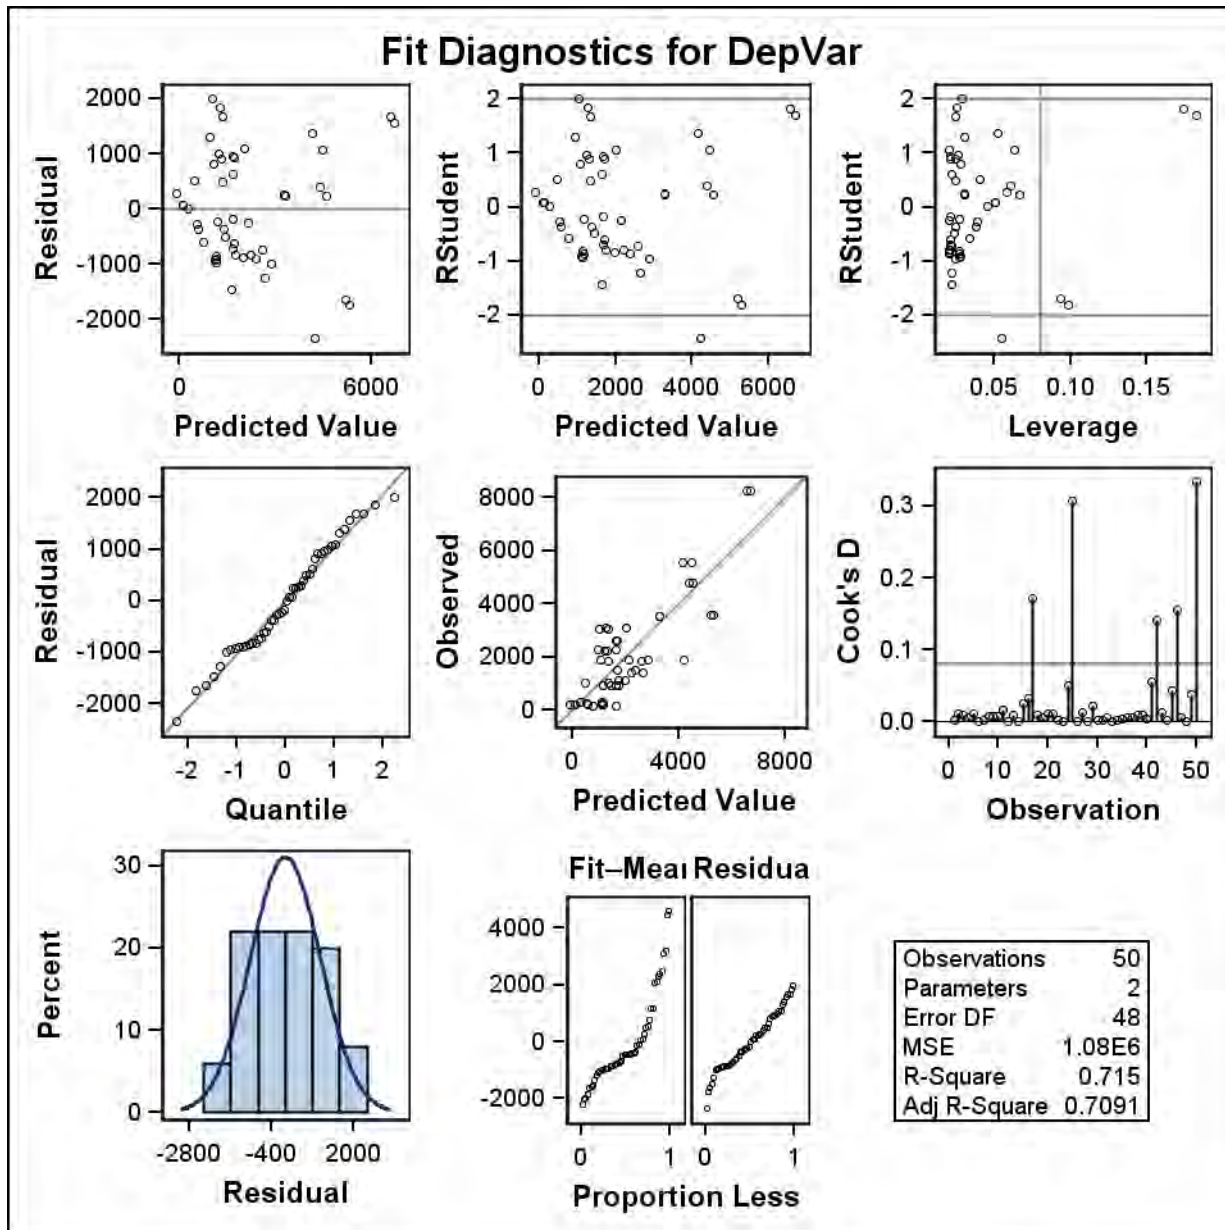 Fit Diagnostics for DepVar
Residual
2000
1000
0
-1000
-2000
0 6000
Predicted Value
RStudent
2
1
0
-1
-2
0 2000 4000 6000
Predicted Value
RStudent
2
1
0
-1
-2
0.05 0.10 0.15
Leverage
Residual
2000
1000
0
-1000
-2000
-2 -1 0 1 2
Quantile
Observed
8000
6000
4000
2000
0
0 4000 8000
Predicted Value
Cook's D
0.3
0.2
0.1
0.0
0 10 20 30 40 50
Observation
Percent
30
20
10
0
-2800 -400 2000
Residual
Fit–Mear Residua
4000
2000
0
-2000
0 1 0 1
Proportion Less
Observations 50
Parameters 2
Error DF 48
MSE 1.08E6
R-Square 0.715
Adj R-Square 0.7091